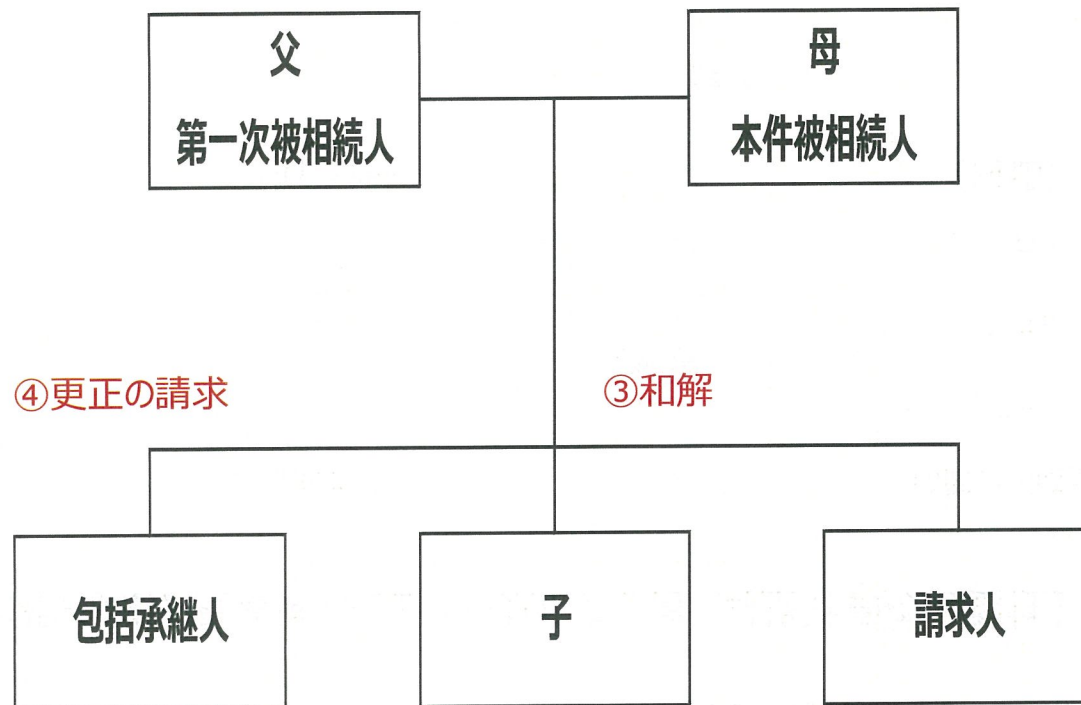 父
第一次被相続人
母
本件被相続人
④更正の請求
③和解
包括承継人
子
請求人